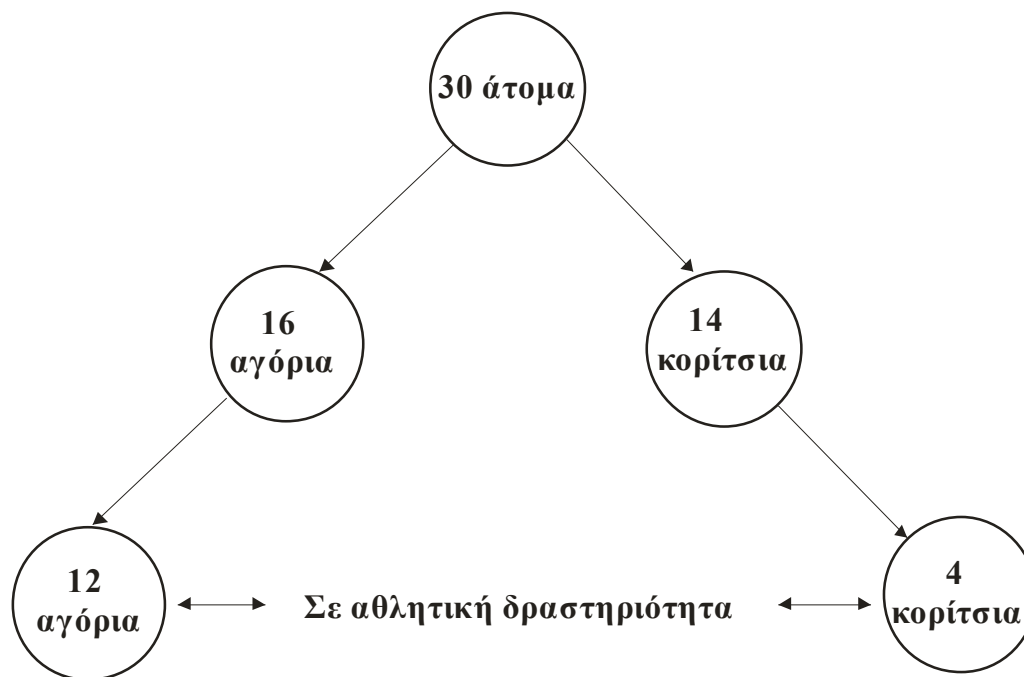 30 άτομα
16
αγόρια
14
κορίτσια
12
αγόρια
Σε αθλητική δραστηριότητα
4
κορίτσια